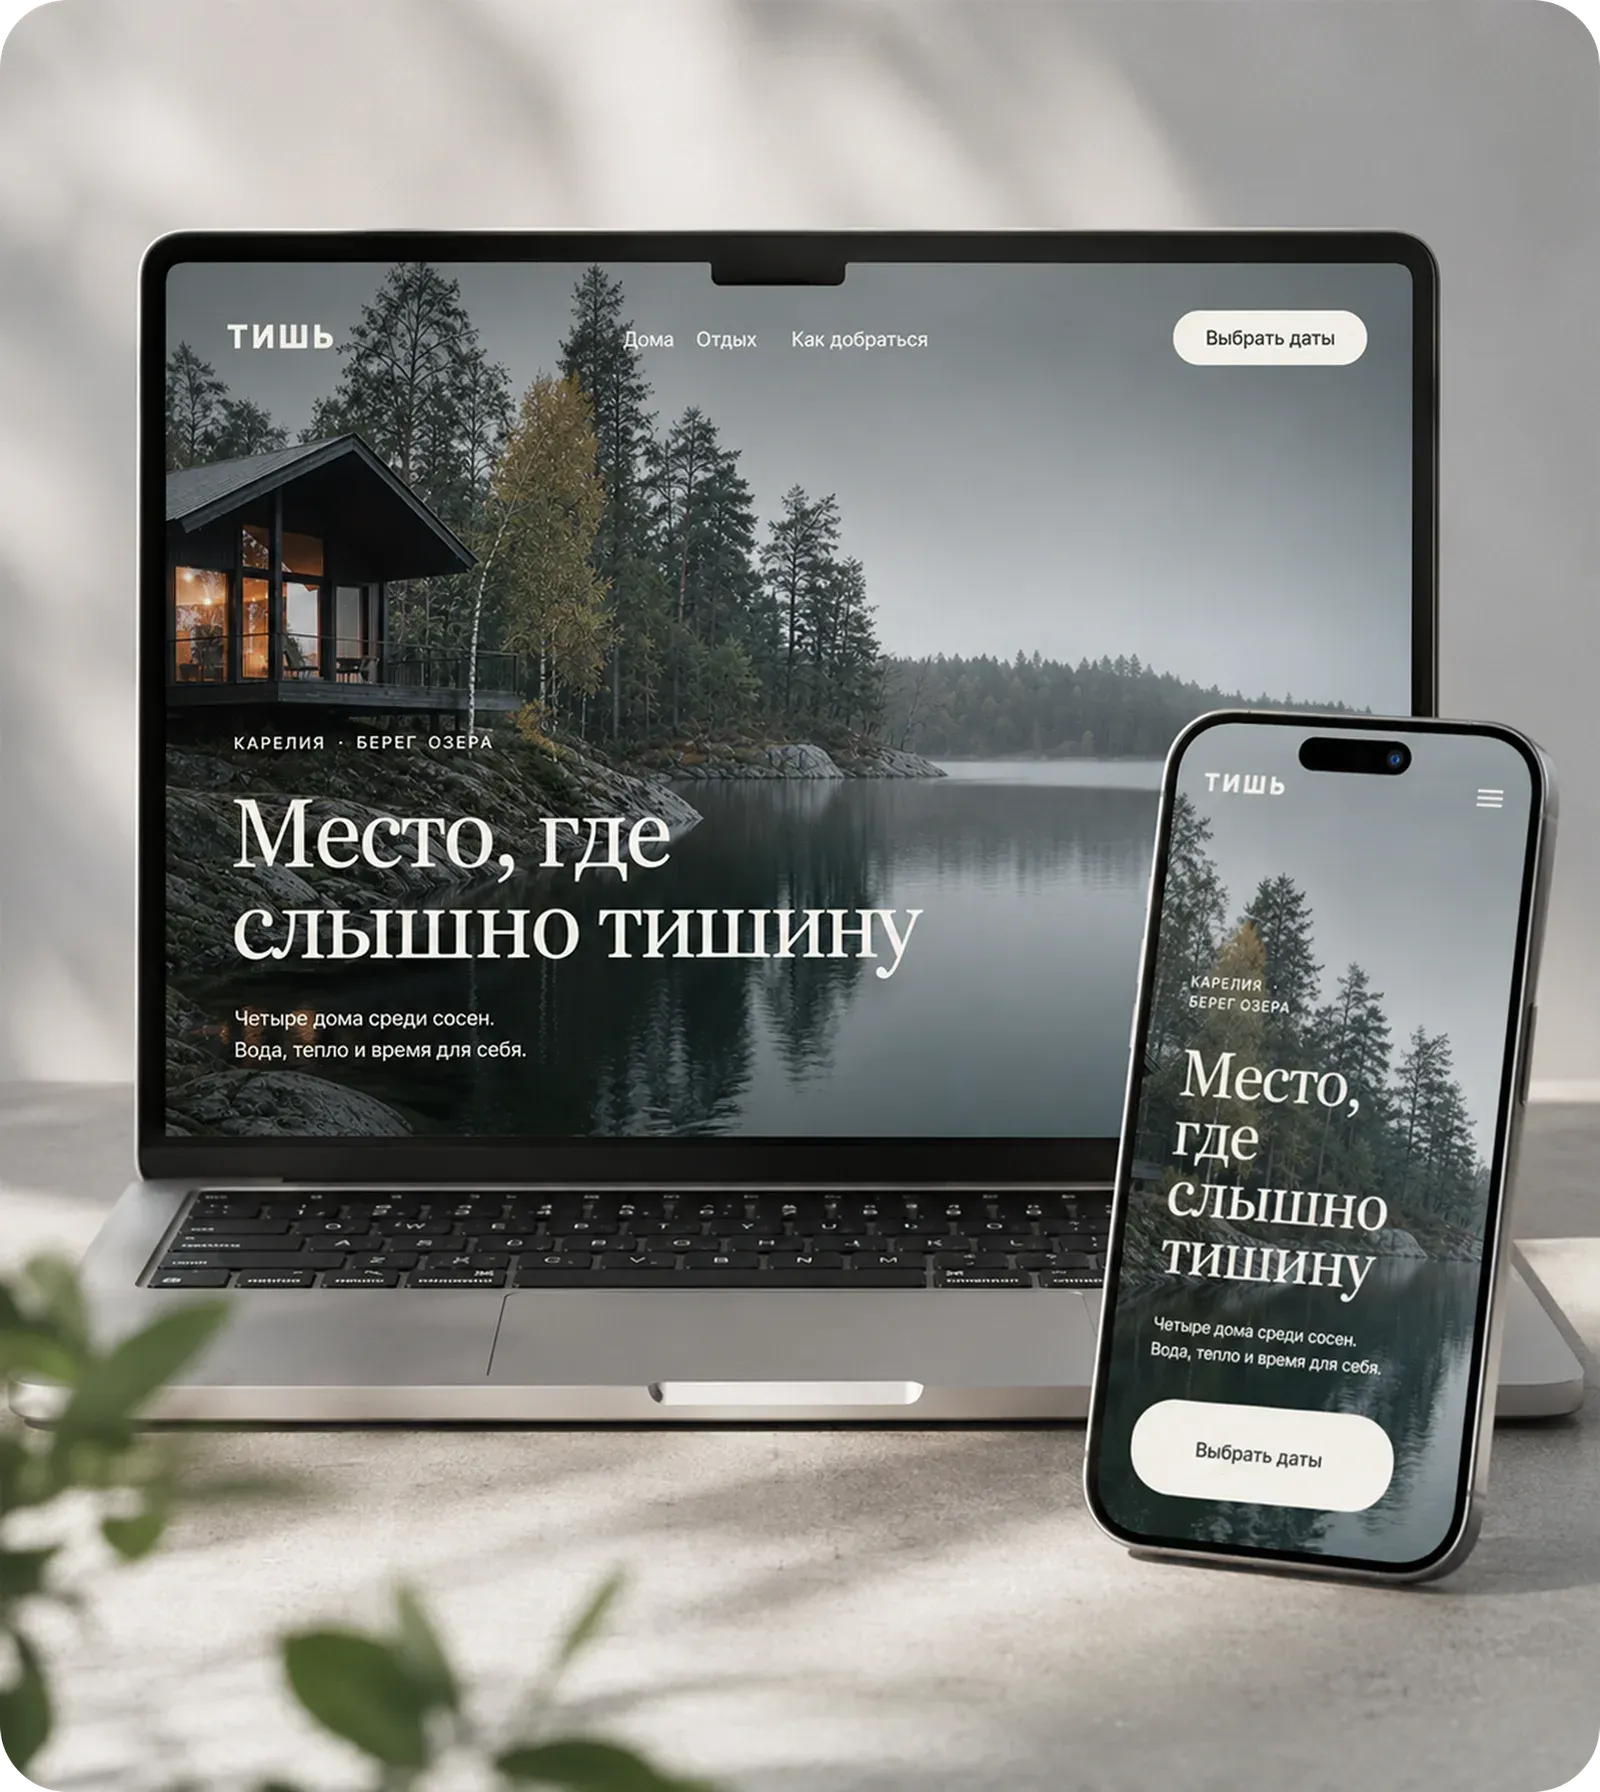 ТИШЬ
Дома Отдых Как добраться
Выбрать даты
КАРЕЛИЯ · БЕРЕГ ОЗЕРА
Место, где
слышно тишину
Четыре дома среди сосен.
Вода, тепло и время для себя.
ТИШЬ
КАРЕЛИЯ ·
БЕРЕГ ОЗЕРА
Место,
где
слышно
тишину
Четыре дома среди сосен.
Вода, тепло и время для себя.
Выбрать даты